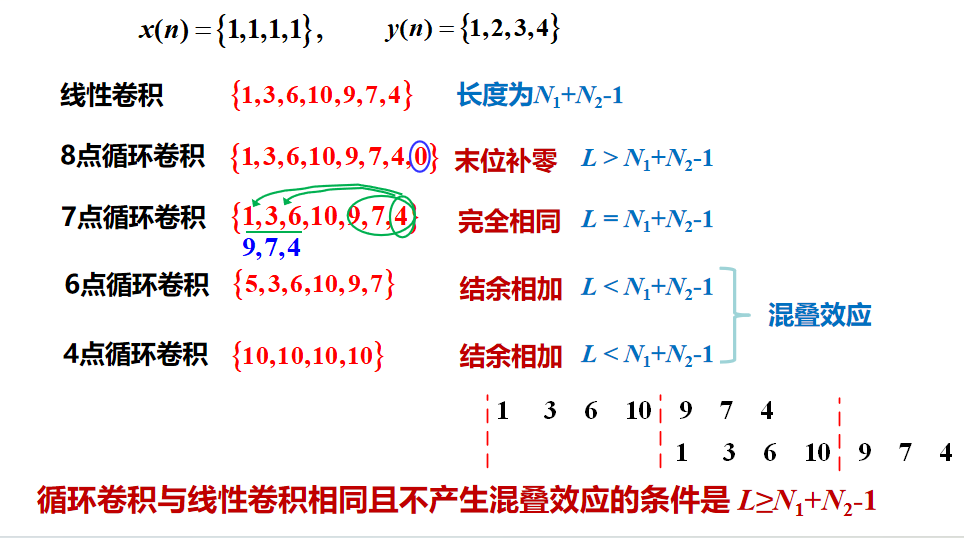 x(n) = {1,1,1,1}, y(n) = {1,2,3,4}
线性卷积 {1,3,6,10,9,7,4} 长度为N₁+N₂-1
8点循环卷积 {1,3,6,10,9,7,4,0} 末位补零 L > N₁+N₂-1
7点循环卷积 {1,3,6,10,9,7,4} 完全相同 L = N₁+N₂-1
9,7,4
6点循环卷积 {5,3,6,10,9,7} 结余相加 L < N₁+N₂-1
混叠效应
4点循环卷积 {10,10,10,10} 结余相加 L < N₁+N₂-1
1 3 6 10 9 7 4
1 3 6 10 9 7 4
循环卷积与线性卷积相同且不产生混叠效应的条件是 L≥N₁+N₂-1